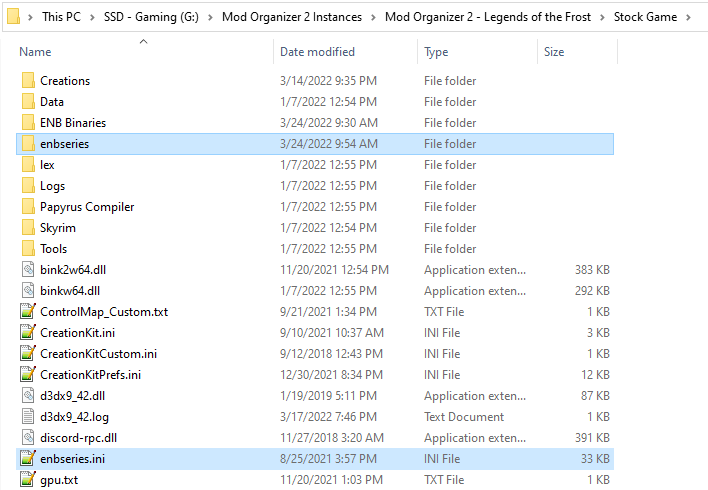 This PC > SSD - Gaming (G:) > Mod Organizer 2 Instances > Mod Organizer 2 - Legends of the Frost > Stock Game >
Name Date modified Type Size
Creations 3/14/2022 9:35 PM File folder
Data 1/7/2022 12:54 PM File folder
ENB Binaries 3/24/2022 9:30 AM File folder
enbseries 3/24/2022 9:54 AM File folder
lex 1/7/2022 12:55 PM File folder
Logs 1/7/2022 12:55 PM File folder
Papyrus Compiler 1/7/2022 12:55 PM File folder
Skyrim 1/7/2022 12:54 PM File folder
Tools 1/7/2022 12:55 PM File folder
bink2w64.dll 11/20/2021 12:54 PM Application exten... 383 KB
binkw64.dll 1/7/2022 12:55 PM Application exten... 292 KB
ControlMap_Custom.txt 9/21/2021 1:34 PM TXT File 1 KB
CreationKit.ini 9/10/2021 10:37 AM INI File 3 KB
CreationKitCustom.ini 9/12/2018 12:43 PM INI File 1 KB
CreationKitPrefs.ini 12/30/2021 8:34 PM INI File 12 KB
d3dx9_42.dll 1/19/2019 5:11 PM Application exten... 87 KB
d3dx9_42.log 3/17/2022 7:46 PM Text Document 1 KB
discord-rpc.dll 11/27/2018 3:20 AM Application exten... 391 KB
enbseries.ini 8/25/2021 3:57 PM INI File 33 KB
gpu.txt 11/20/2021 1:03 PM TXT File 1 KB